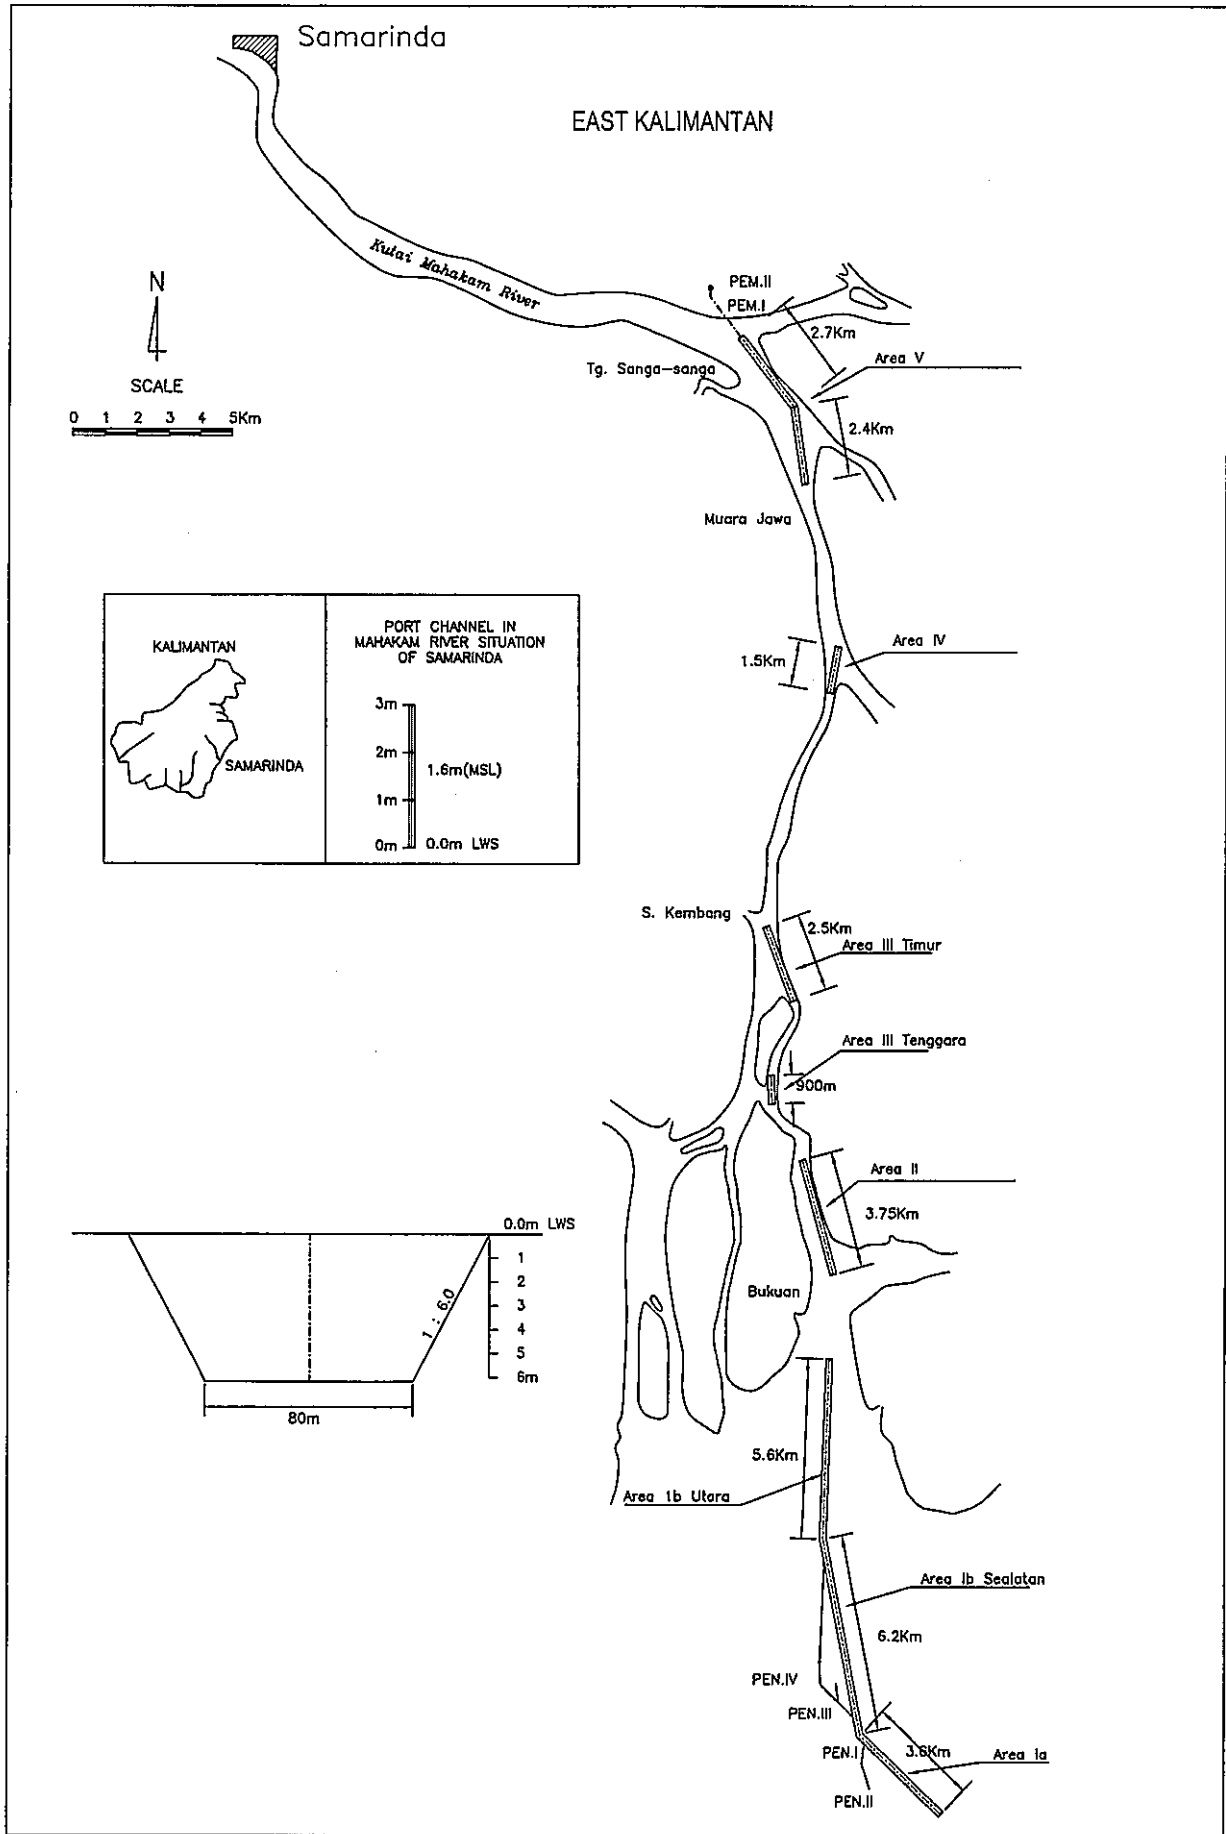 Samarinda
EAST KALIMANTAN
Kutai Mahakam River
N
SCALE
0 1 2 3 4 5Km
PEM.II
PEM.I
2.7Km
Tg. Sanga-sanga
Area V
2.4Km
Muara Jawa
KALIMANTAN
SAMARINDA
PORT CHANNEL IN
MAHAKAM RIVER SITUATION
OF SAMARINDA
3m
2m
1.6m(MSL)
1m
0m
0.0m LWS
1.5Km
Area IV
S. Kembang
2.5Km
Area III Timur
Area III Tenggara
900m
Area II
3.75Km
Bukuan
0.0m LWS
1
2
3
4
5
6m
1 : 6.0
80m
5.6Km
Area 1b Utara
Area Ib Sealatan
6.2Km
PEN.IV
PEN.III
PEN.I
3.6Km
Area 1a
PEN.II